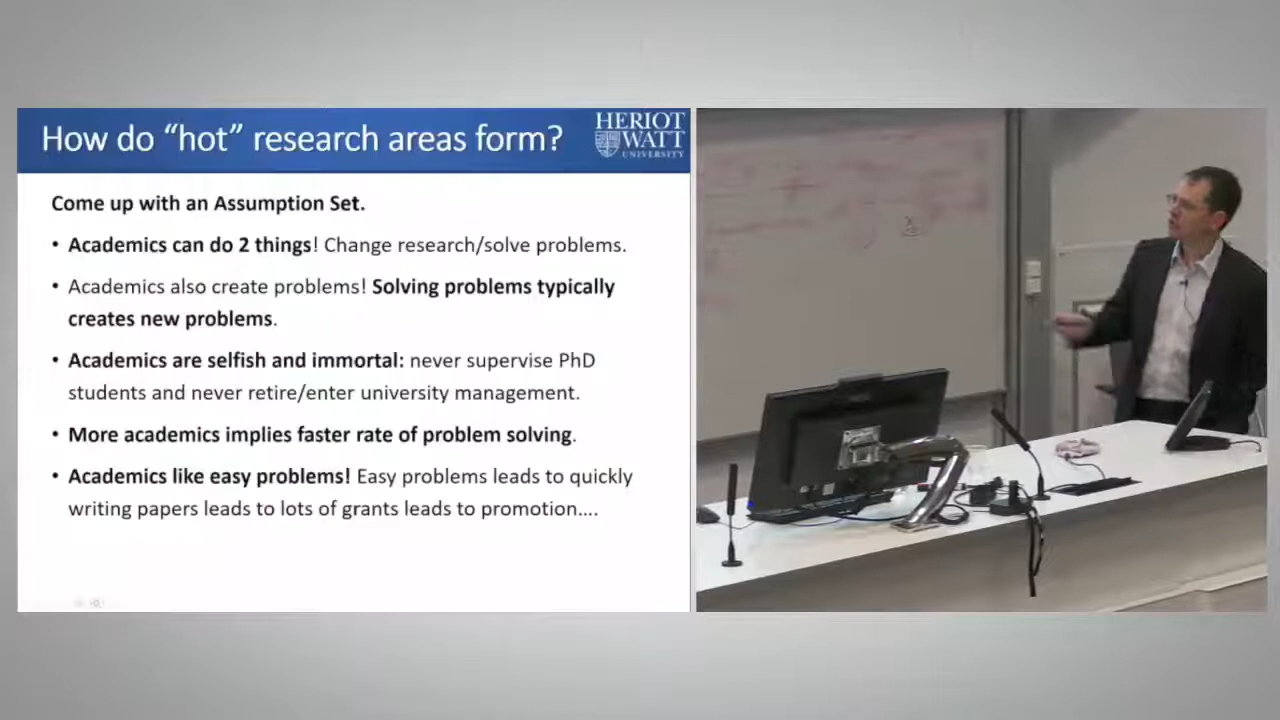 How do “hot” research areas form?
HERIOT
WATT
UNIVERSITY
Come up with an Assumption Set.
• Academics can do 2 things! Change research/solve problems.
• Academics also create problems! Solving problems typically
creates new problems.
• Academics are selfish and immortal: never supervise PhD
students and never retire/enter university management.
• More academics implies faster rate of problem solving.
• Academics like easy problems! Easy problems leads to quickly
writing papers leads to lots of grants leads to promotion....